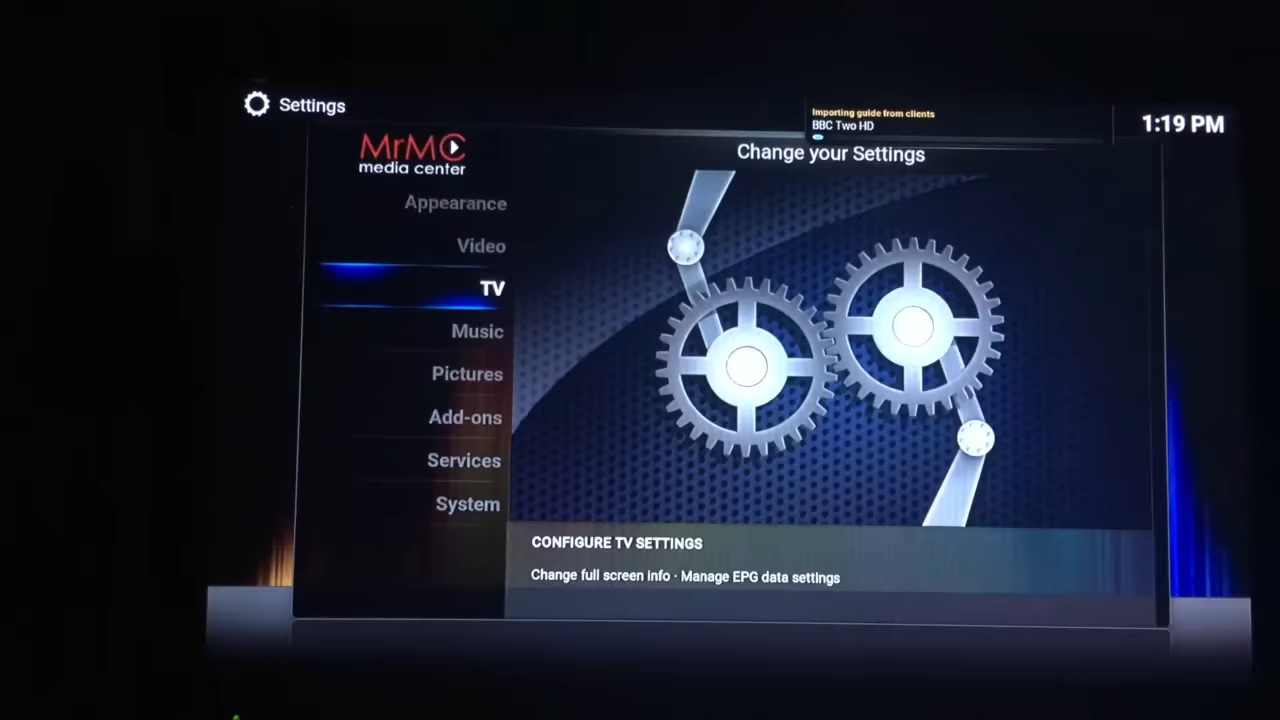 Settings
Importing guide from clients
BBC Two HD
1:19 PM
MrMC
media center
Change your Settings
Appearance
Video
TV
Music
Pictures
Add-ons
Services
System
CONFIGURE TV SETTINGS
Change full screen info · Manage EPG data settings